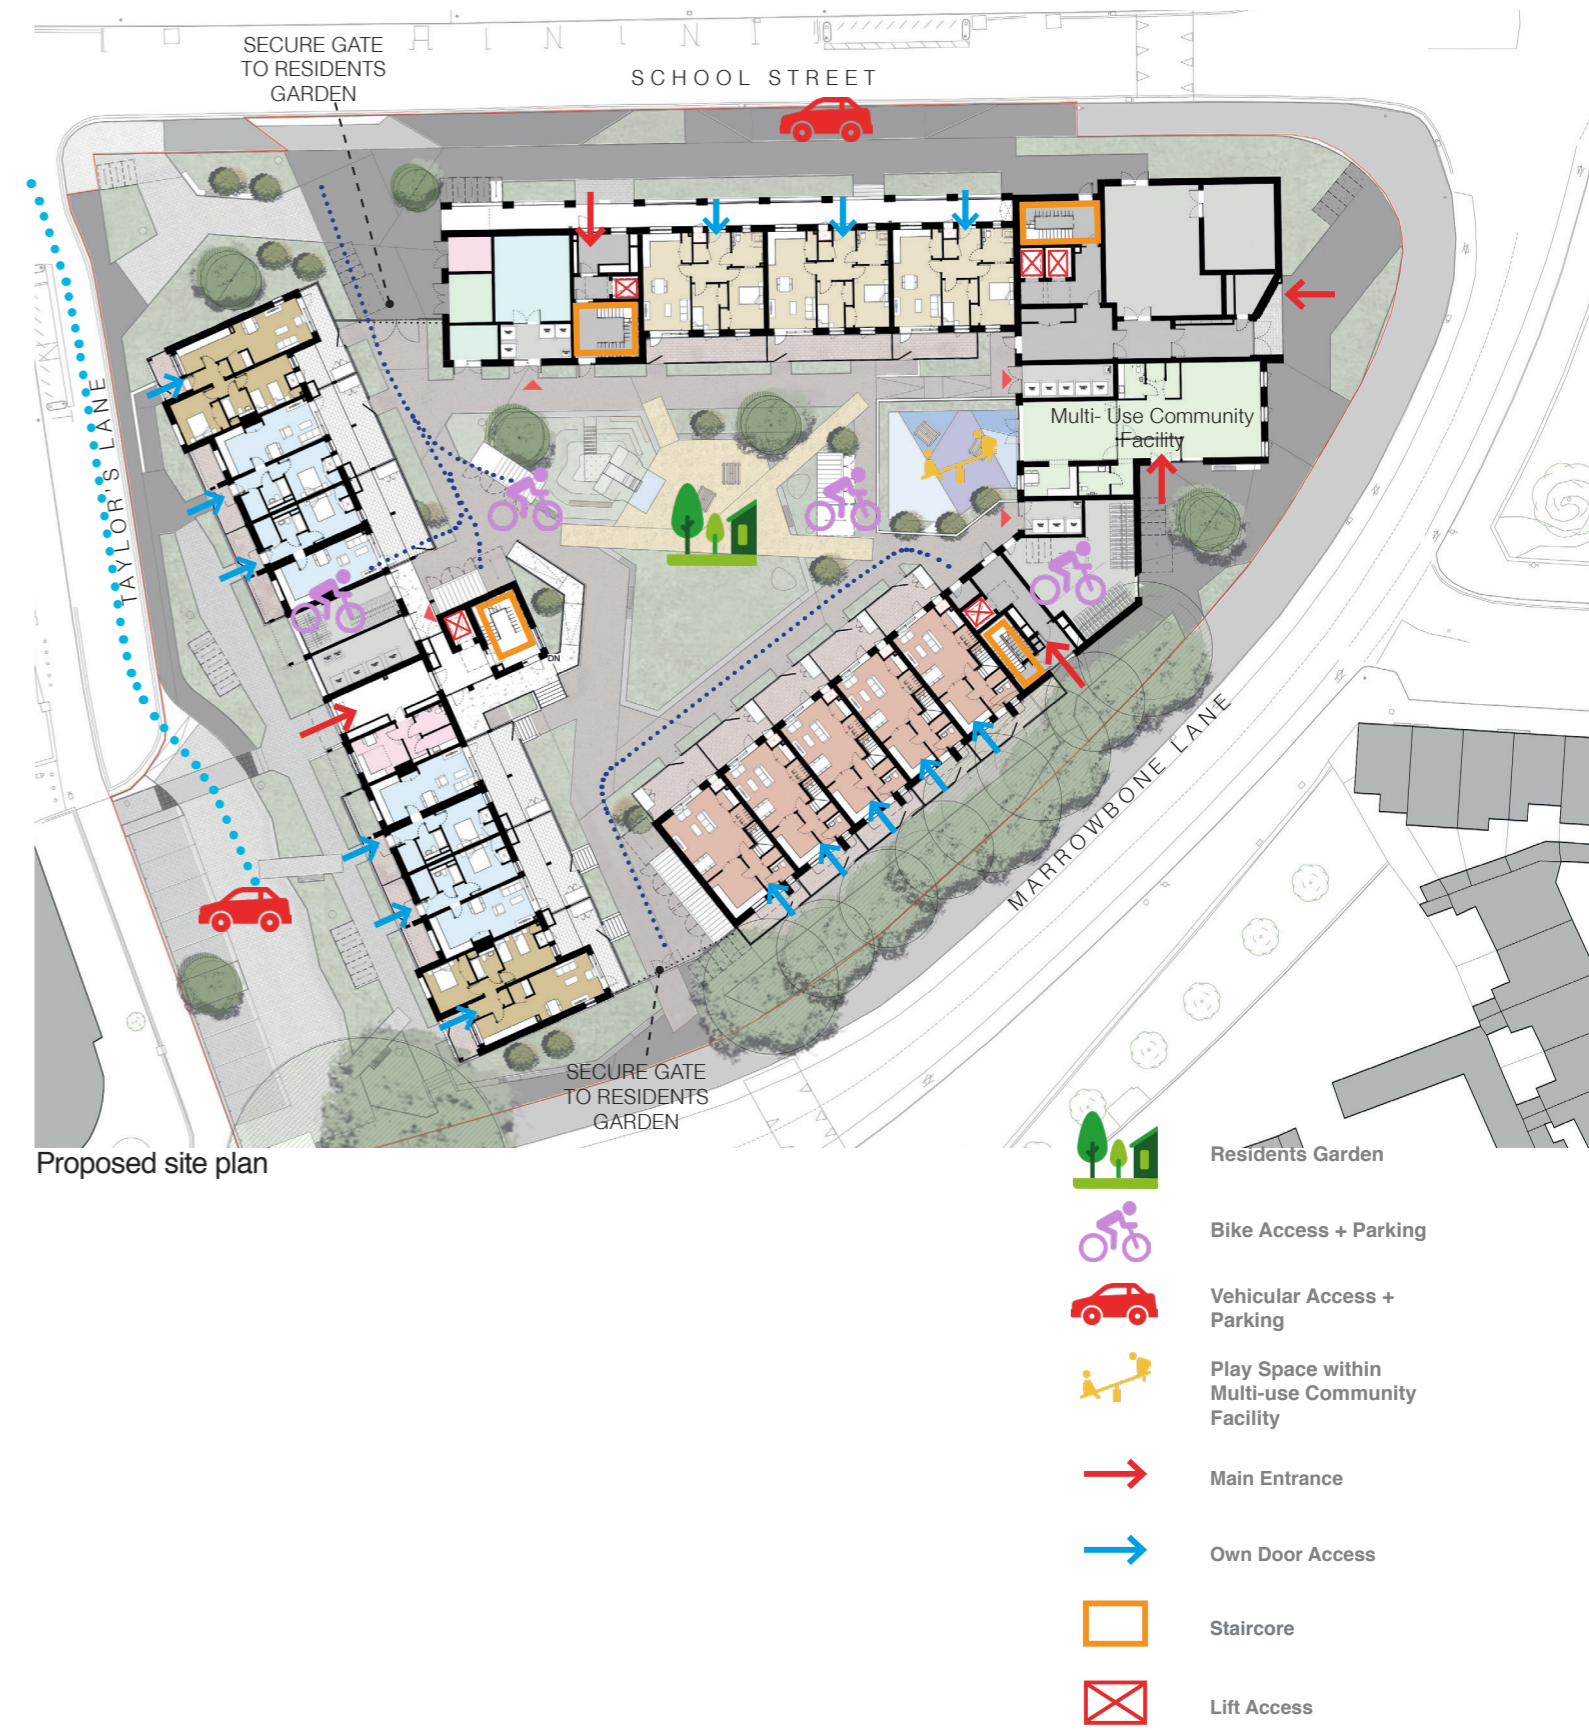 SECURE GATE
TO RESIDENTS
GARDEN
SCHOOL STREET
TAYLOR'S LANE
Multi- Use Community
Facility
DN
MARROWBONE LANE
SECURE GATE
TO RESIDENTS
GARDEN
Proposed site plan
Residents Garden
Bike Access + Parking
Vehicular Access +
Parking
Play Space within
Multi-use Community
Facility
Main Entrance
Own Door Access
Staircore
Lift Access